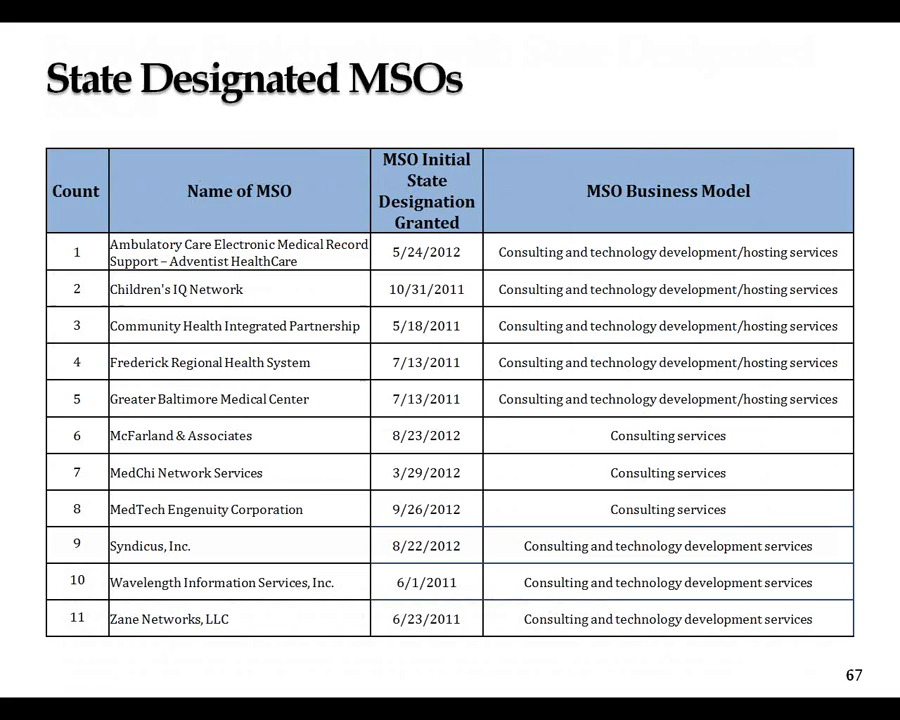 State Designated MSOs
Count
Name of MSO
MSO Initial
State
Designation
Granted
MSO Business Model
1
Ambulatory Care Electronic Medical Record
Support – Adventist HealthCare
5/24/2012
Consulting and technology development/hosting services
2
Children's IQ Network
10/31/2011
Consulting and technology development/hosting services
3
Community Health Integrated Partnership
5/18/2011
Consulting and technology development/hosting services
4
Frederick Regional Health System
7/13/2011
Consulting and technology development/hosting services
5
Greater Baltimore Medical Center
7/13/2011
Consulting and technology development/hosting services
6
McFarland & Associates
8/23/2012
Consulting services
7
MedChi Network Services
3/29/2012
Consulting services
8
MedTech Engenuity Corporation
9/26/2012
Consulting services
9
Syndicus, Inc.
8/22/2012
Consulting and technology development services
10
Wavelength Information Services, Inc.
6/1/2011
Consulting and technology development services
11
Zane Networks, LLC
6/23/2011
Consulting and technology development services
67